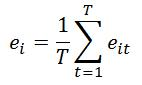 e_i = \frac{1}{T} \sum_{t=1}^{T} e_{it}